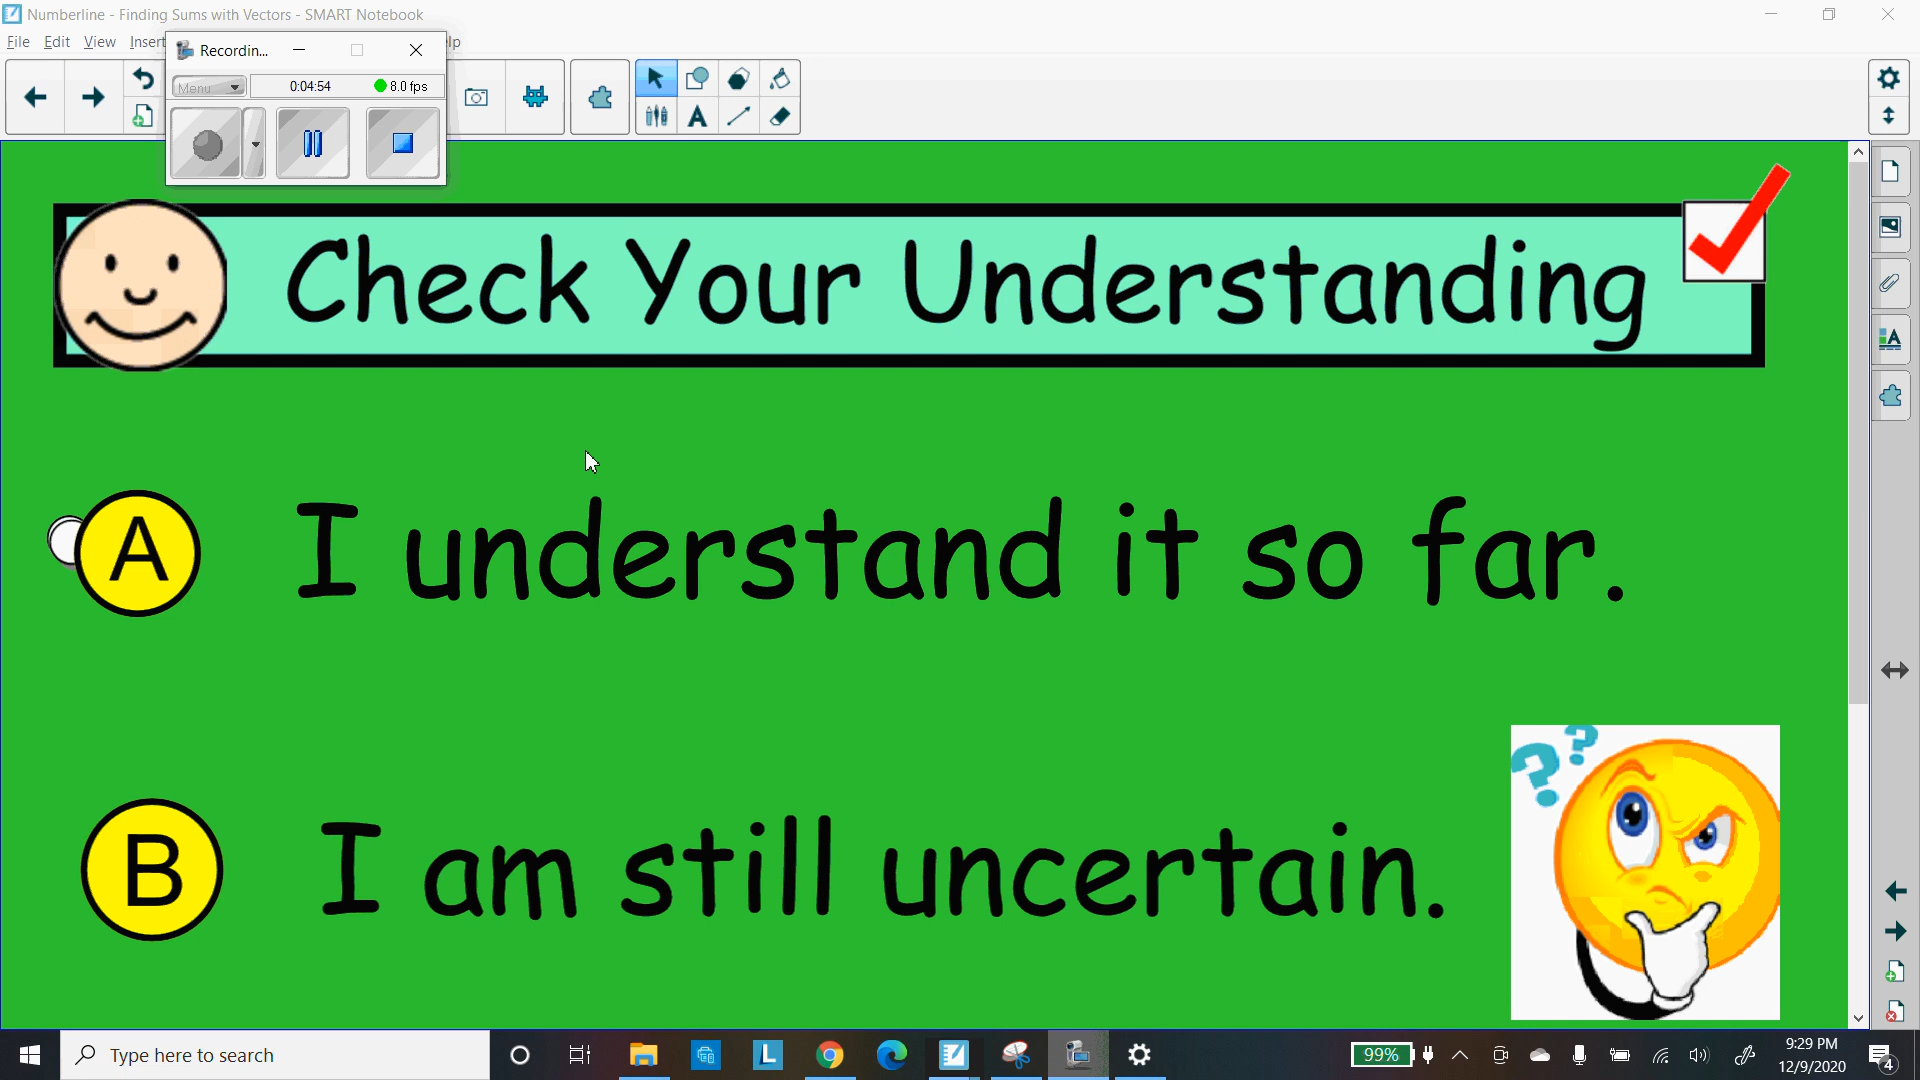 Numberline - Finding Sums with Vectors - SMART Notebook
File Edit View Insert
Recordin...
Menu
0:04:54
8.0 fps
A
Check Your Understanding
A I understand it so far.
? ?
B I am still uncertain.
Type here to search
L
99%
9:29 PM
12/9/2020
4